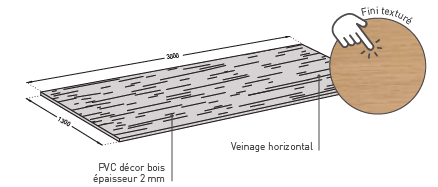 Fini texturé
3000
1300
Veinage horizontal
PVC décor bois
épaisseur 2 mm